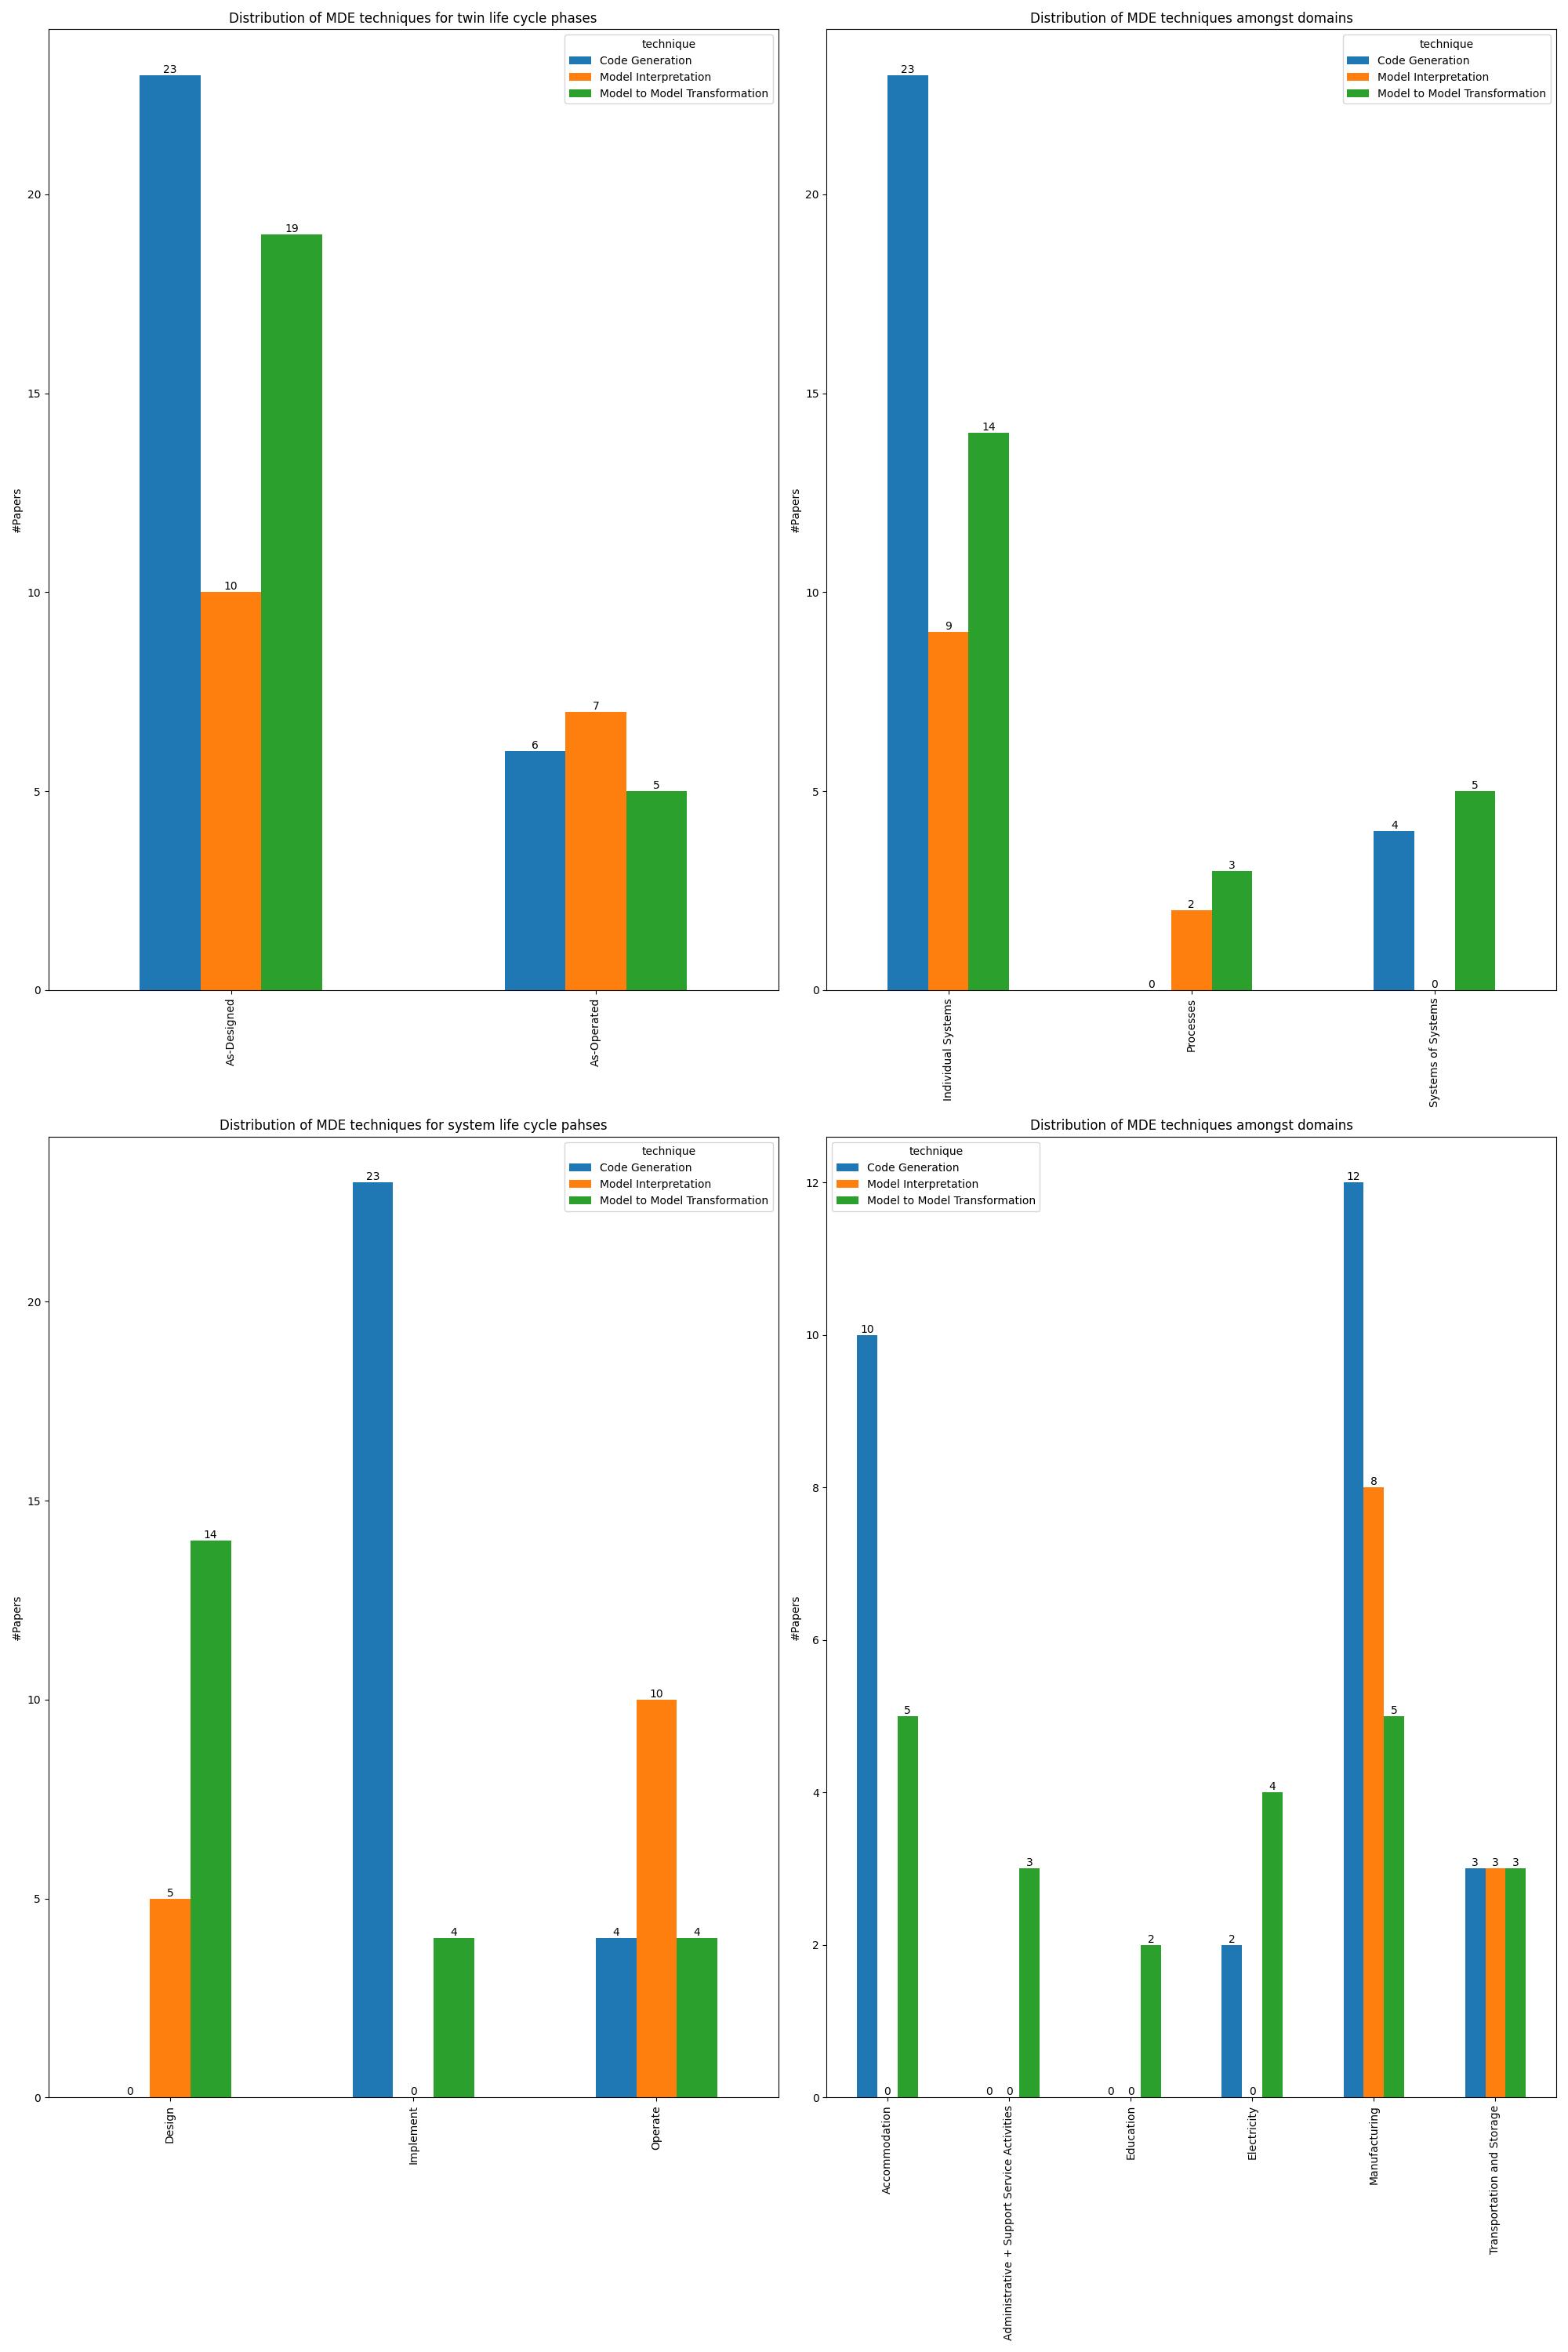 Distribution of MDE techniques for twin life cycle phases
technique
Code Generation
Model Interpretation
Model to Model Transformation
#Papers
20
15
10
5
0
23
10
19
6
7
5
As-Designed
As-Operated
Distribution of MDE techniques amongst domains
technique
Code Generation
Model Interpretation
Model to Model Transformation
#Papers
20
15
10
5
0
23
9
14
0
2
3
4
0
5
Individual Systems
Processes
Systems of Systems
Distribution of MDE techniques for system life cycle pahses
technique
Code Generation
Model Interpretation
Model to Model Transformation
#Papers
20
15
10
5
0
0
5
14
23
0
4
4
10
4
Design
Implement
Operate
Distribution of MDE techniques amongst domains
technique
Code Generation
Model Interpretation
Model to Model Transformation
#Papers
12
10
8
6
4
2
0
10
0
5
0
0
3
0
0
2
2
0
4
12
8
5
3
3
3
Accommodation
Administrative + Support Service Activities
Education
Electricity
Manufacturing
Transportation and Storage